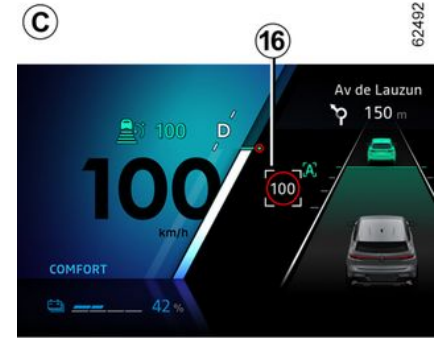 C
16
62492
Av de Lauzun
150 m
100
D
100
km/h
A
100
COMFORT
42 %